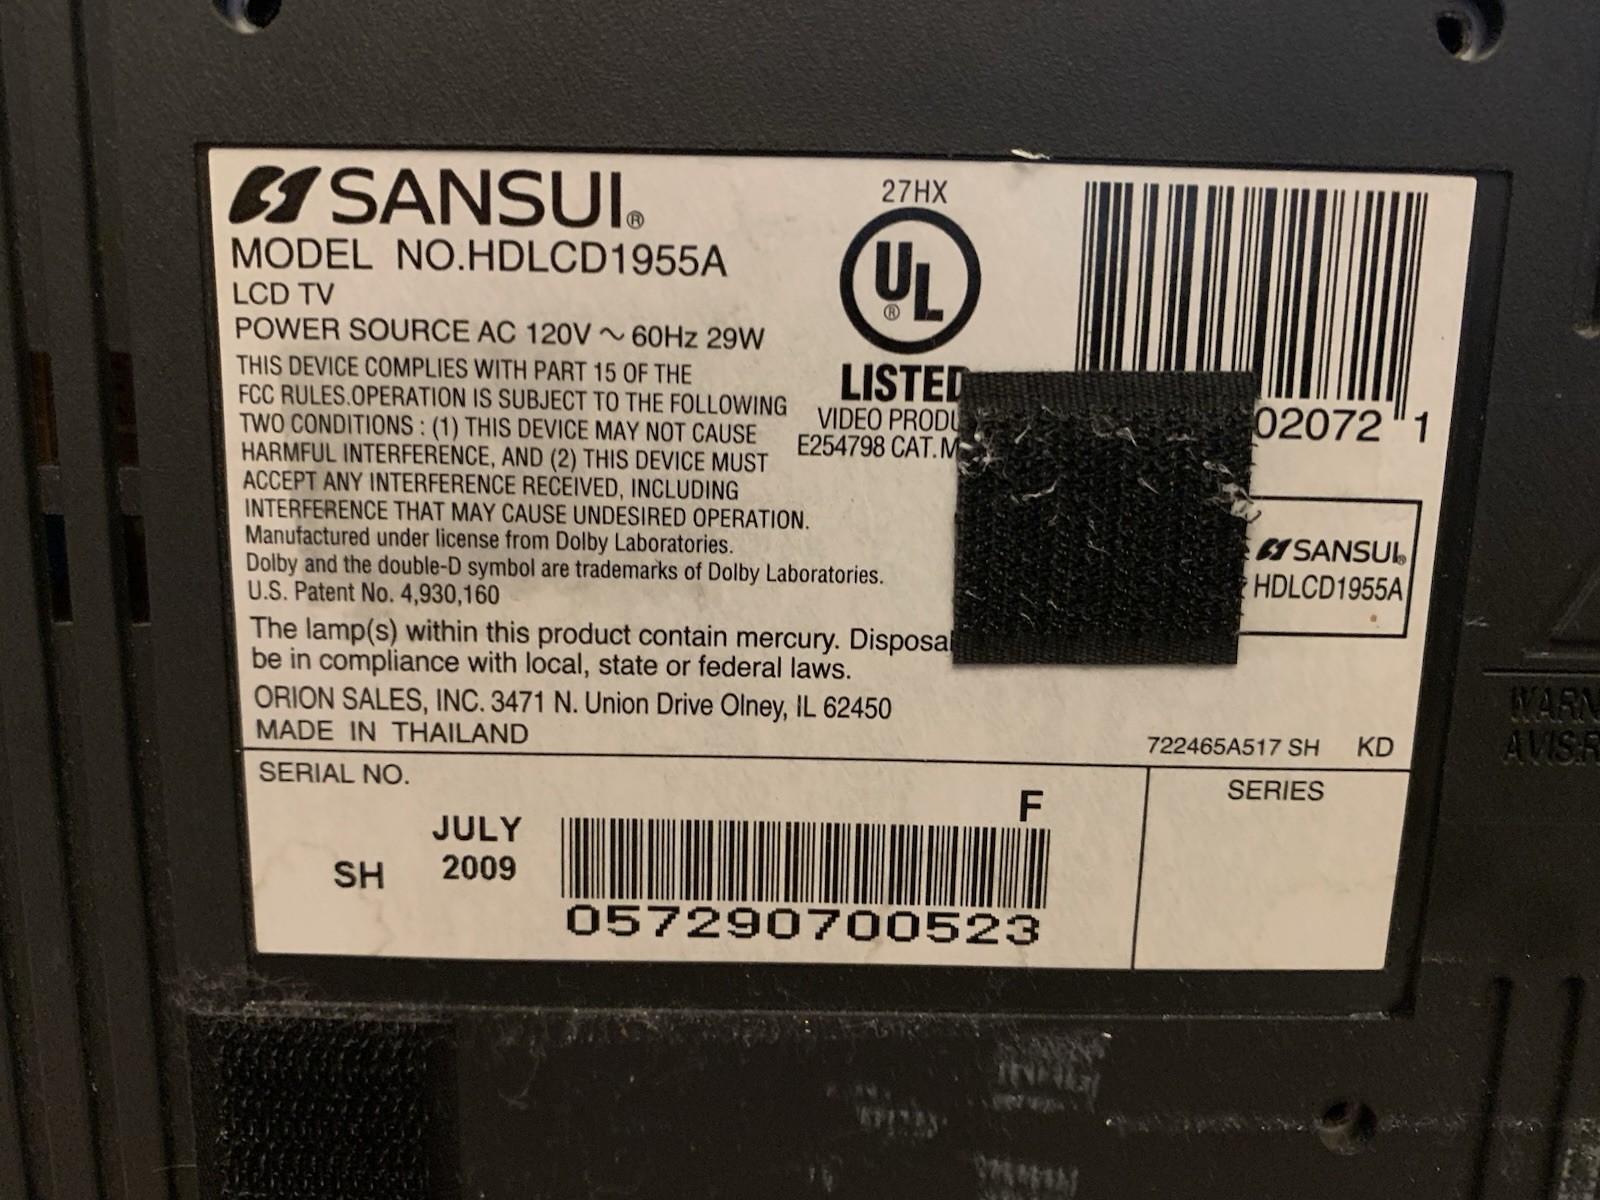 SANSUI®
MODEL NO.HDLCD1955A
LCD TV
POWER SOURCE AC 120V ~ 60Hz 29W
THIS DEVICE COMPLIES WITH PART 15 OF THE
FCC RULES.OPERATION IS SUBJECT TO THE FOLLOWING
TWO CONDITIONS : (1) THIS DEVICE MAY NOT CAUSE
HARMFUL INTERFERENCE, AND (2) THIS DEVICE MUST
ACCEPT ANY INTERFERENCE RECEIVED, INCLUDING
INTERFERENCE THAT MAY CAUSE UNDESIRED OPERATION.
Manufactured under license from Dolby Laboratories.
Dolby and the double-D symbol are trademarks of Dolby Laboratories.
U.S. Patent No. 4,930,160
The lamp(s) within this product contain mercury. Disposal
be in compliance with local, state or federal laws.
ORION SALES, INC. 3471 N. Union Drive Olney, IL 62450
MADE IN THAILAND
27HX
UL®
LISTED
VIDEO PRODU
E254798 CAT.M
02072 1
SANSUI®
HDLCD1955A
722465A517 SH KD
SERIAL NO.
SH
JULY
2009
F
057290700523
SERIES
WARN
AVIS:R